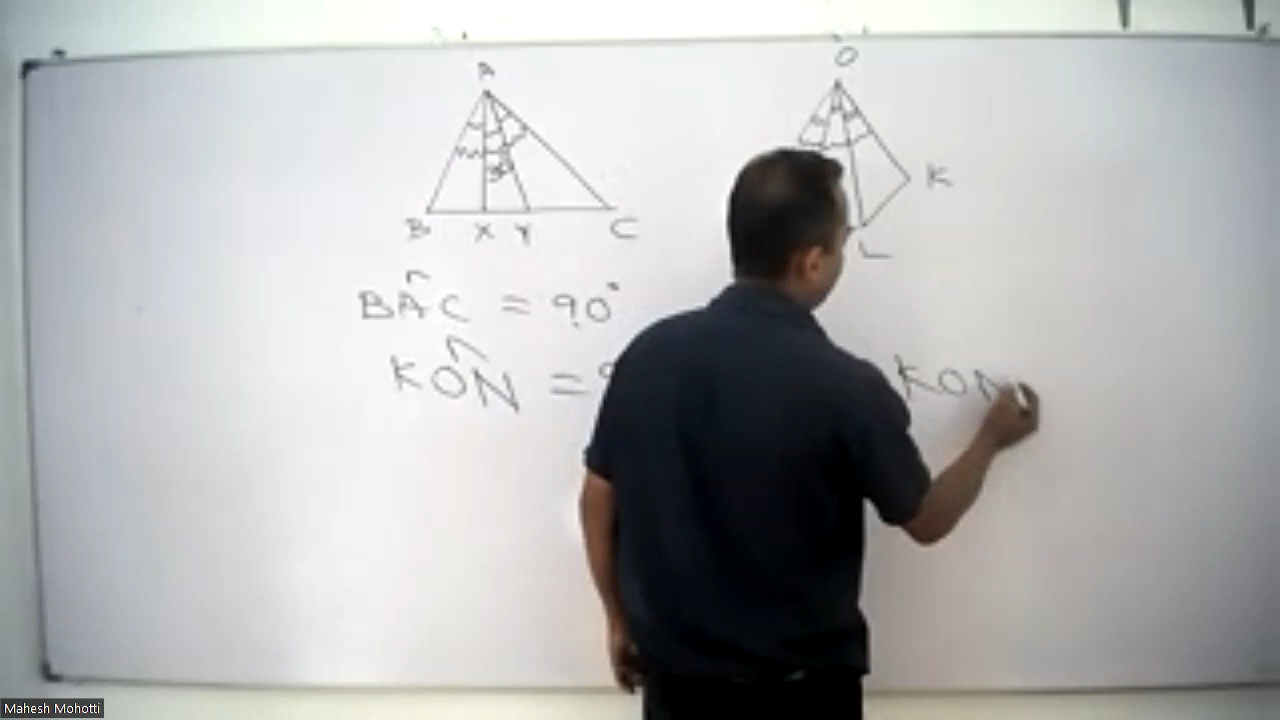 A
O
K
B X Y C
L
BÂC = 90°
KÔN = 9
KON
Mahesh Mohotti